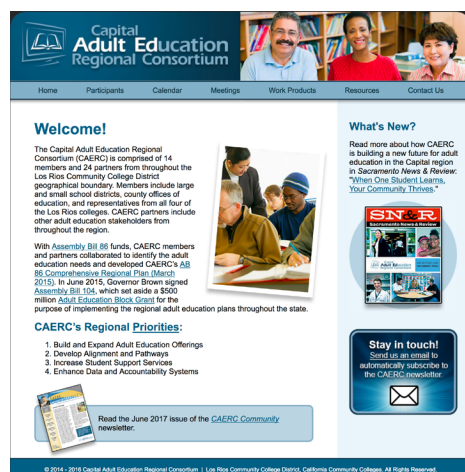 Capital
Adult Education
Regional Consortium
Home
Participants
Calendar
Meetings
Work Products
Resources
Contact Us
Welcome!
The Capital Adult Education Regional
Consortium (CAERC) is comprised of 14
members and 24 partners from throughout the
Los Rios Community College District
geographical boundary. Members include large
and small school districts, county offices of
education, and representatives from all four of
the Los Rios colleges. CAERC partners include
other adult education stakeholders from
throughout the region.
With Assembly Bill 86 funds, CAERC members
and partners collaborated to identify the adult
education needs and developed CAERC's AB
86 Comprehensive Regional Plan (March
2015). In June 2015, Governor Brown signed
Assembly Bill 104, which set aside a $500
million Adult Education Block Grant for the
purpose of implementing the regional adult education plans throughout the state.
CAERC's Regional Priorities:
1. Build and Expand Adult Education Offerings
2. Develop Alignment and Pathways
3. Increase Student Support Services
4. Enhance Data and Accountability Systems
Read the June 2017 issue of the CAERC Community
newsletter.
What's New?
Read more about how CAERC
is building a new future for adult
education in the Capital region
in Sacramento News & Review:
"When One Student Learns,
Your Community Thrives."
SN&R
Sacramento News & Review
Stay in touch!
Send us an email to
automatically subscribe to
the CAERC newsletter.
© 2014 - 2016 Capital Adult Education Regional Consortium | Los Rios Community College District, California Community Colleges. All Rights Reserved.